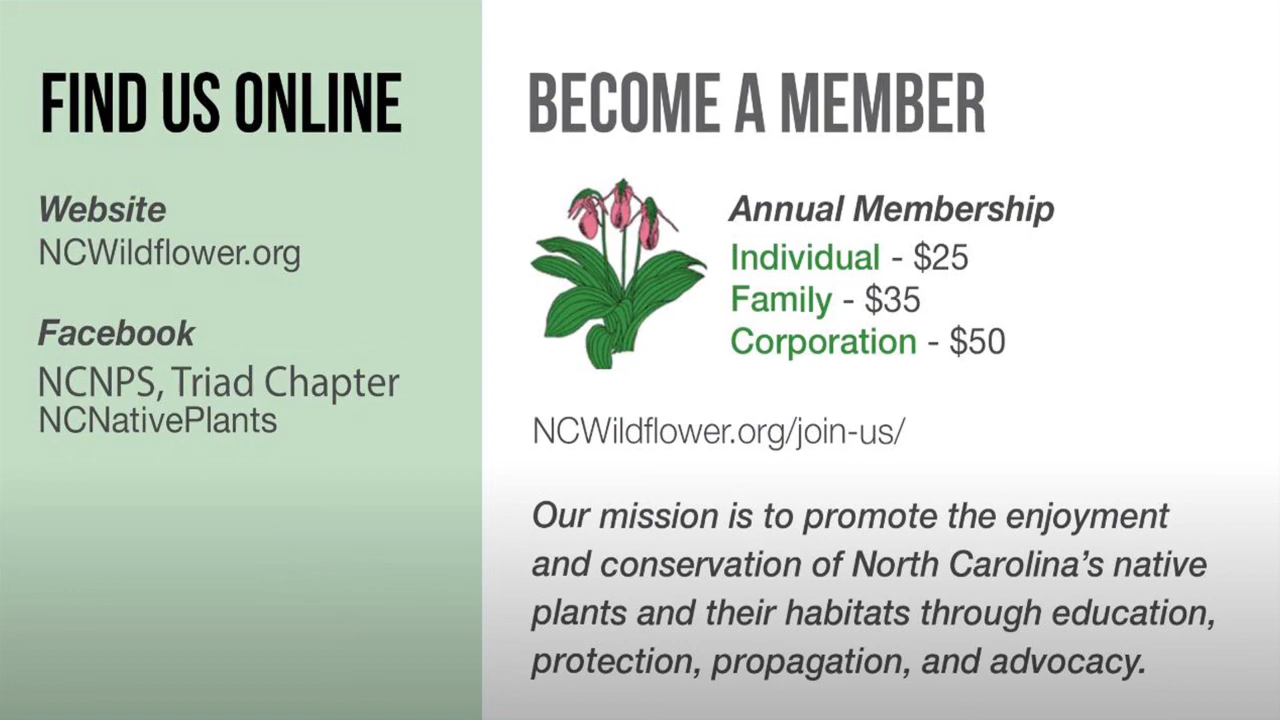 FIND US ONLINE
Website
NCWildflower.org
Facebook
NCNPS, Triad Chapter
NCNativePlants
BECOME A MEMBER
Annual Membership
Individual - $25
Family - $35
Corporation - $50
NCWildflower.org/join-us/
Our mission is to promote the enjoyment
and conservation of North Carolina's native
plants and their habitats through education,
protection, propagation, and advocacy.